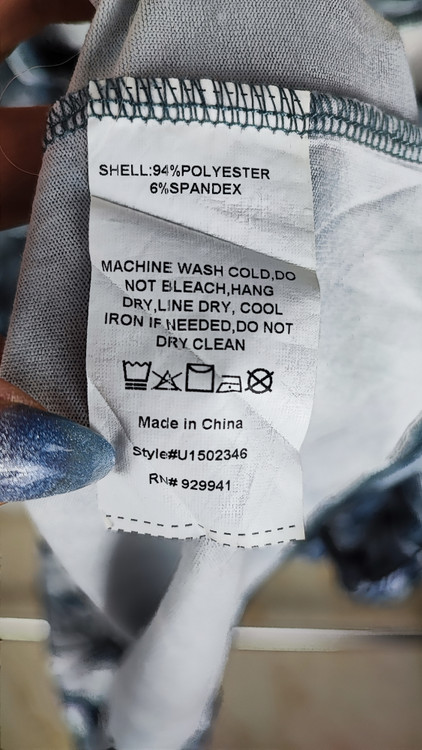 SHELL:94%POLYESTER
6%SPANDEX
MACHINE WASH COLD,DO
NOT BLEACH,HANG
DRY,LINE DRY, COOL
IRON IF NEEDED,DO NOT
DRY CLEAN
Made in China
Style#U1502346
RN# 929941